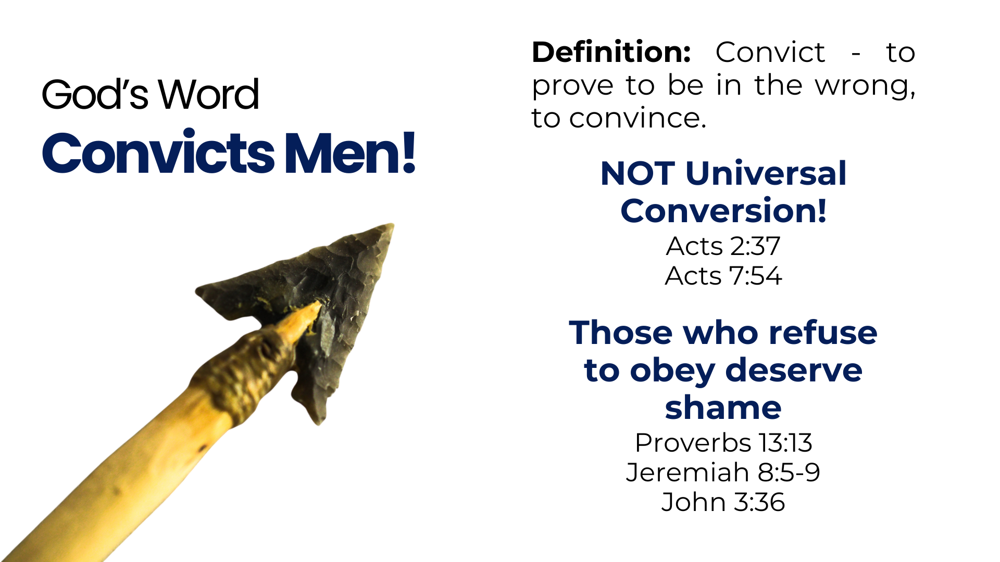 God’s Word
Convicts Men!
Definition: Convict - to
prove to be in the wrong,
to convince.
NOT Universal
Conversion!
Acts 2:37
Acts 7:54
Those who refuse
to obey deserve
shame
Proverbs 13:13
Jeremiah 8:5-9
John 3:36